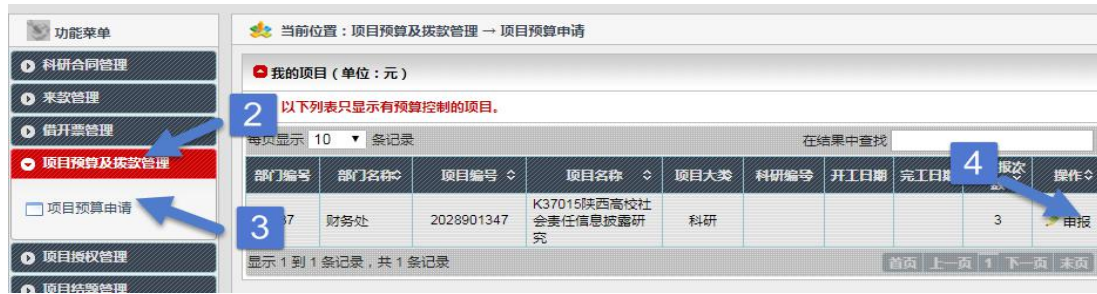 功能菜单
科研合同管理
来款管理
借开票管理
项目预算及拨款管理
项目预算申请
项目授权管理
项目结题管理
2
3
当前位置：项目预算及拨款管理 → 项目预算申请
我的项目（单位：元）
以下列表只显示有预算控制的项目。
每页显示 10 条记录 在结果中查找
4
部门编号 部门名称 项目编号 项目名称 项目大类 科研编号 开工日期 完工日期 报次数 操作
37 财务处 2028901347 K37015陕西高校社 科研 3 申报
会责任信息披露研
究
显示 1 到 1 条记录，共 1 条记录 首页 上一页 1 下一页 末页